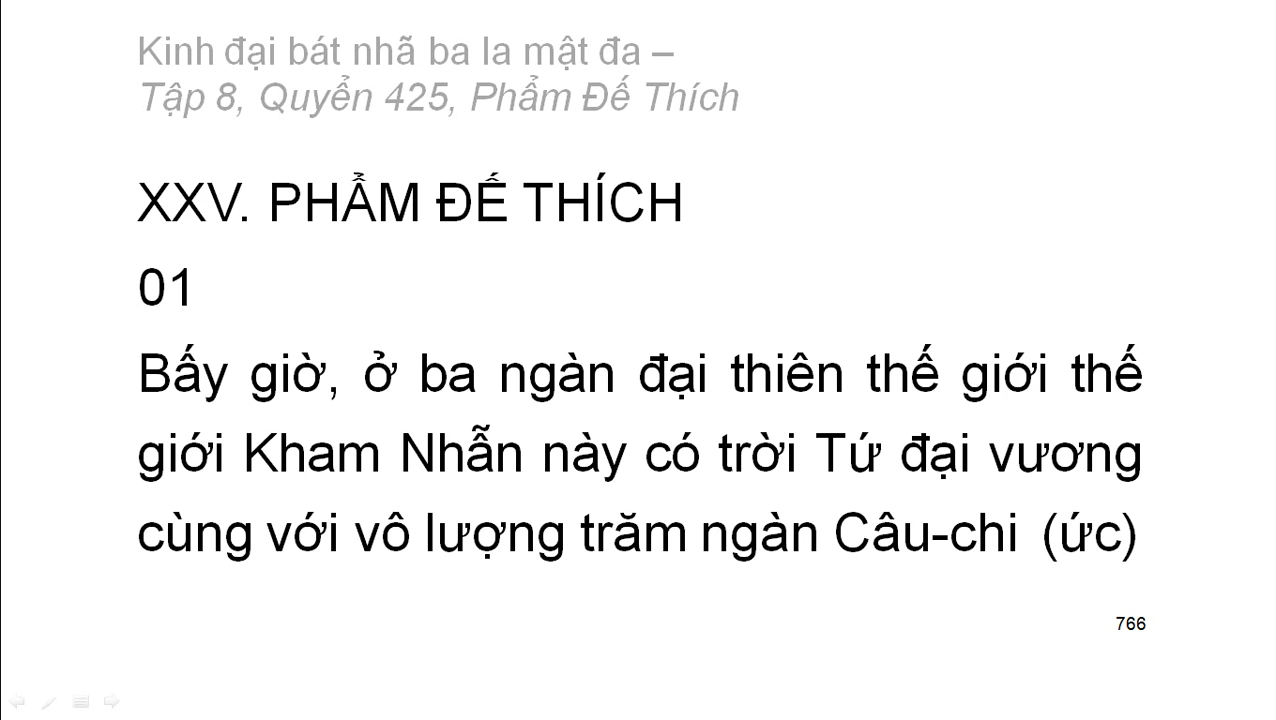 Kinh đại bát nhã ba la mật đa –
Tập 8, Quyển 425, Phẩm Đế Thích
XXV. PHẨM ĐẾ THÍCH
01
Bấy giờ, ở ba ngàn đại thiên thế giới thế
giới Kham Nhẫn này có trời Tứ đại vương
cùng với vô lượng trăm ngàn Câu-chi (ức)
766